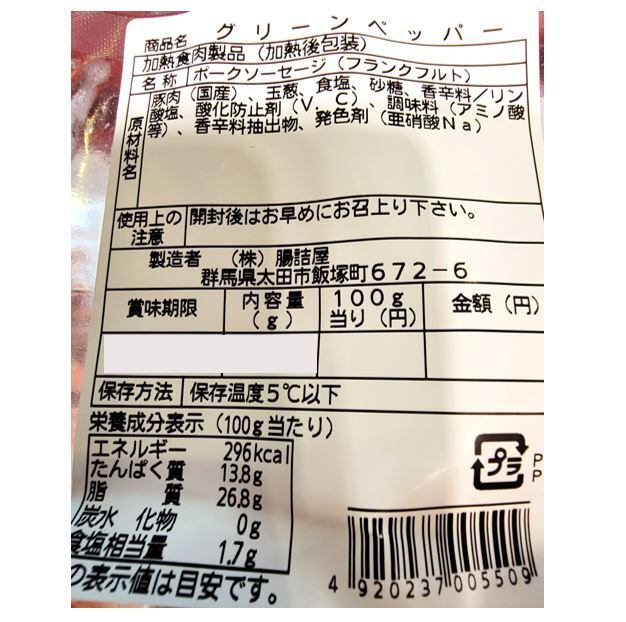 商品名 グリーンペッパー
加熱食肉製品（加熱後包装）
名称 ポークソーセージ（フランクフルト）
原材料名 豚肉（国産）、玉葱、食塩、砂糖、香辛料／リン
酸塩、酸化防止剤（V．C）、調味料（アミノ酸
等）、香辛料抽出物、発色剤（亜硝酸Na）
使用上の注意 開封後はお早めにお召上り下さい。
製造者 （株）腸詰屋
群馬県太田市飯塚町672－6
賞味期限 内容量（g） 100g当り（円） 金額（円）
保存方法 保存温度5℃以下
栄養成分表示（100g当たり）
エネルギー 296kcal
たんぱく質 13.8g
脂質 26.8g
炭水化物 0g
食塩相当量 1.7g
の表示値は目安です。
プラ
P
P
4 920237 005509